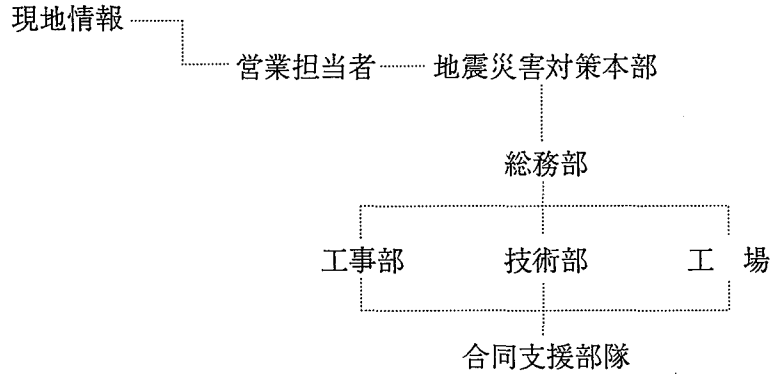 現地情報
営業担当者 地震災害対策本部
総務部
工事部 技術部 工 場
合同支援部隊